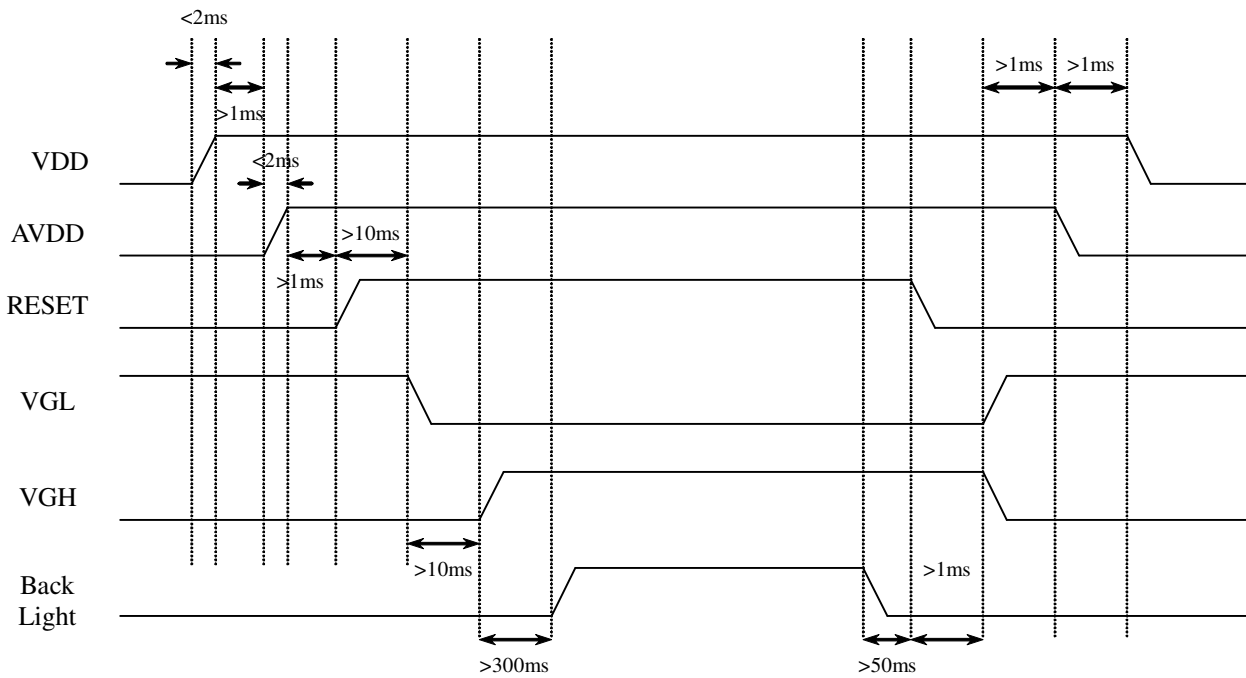 <2ms
>1ms
>1ms
>1ms
VDD
<2ms
AVDD
>10ms
>1ms
RESET
VGL
VGH
>10ms
>1ms
Back
Light
>300ms
>50ms